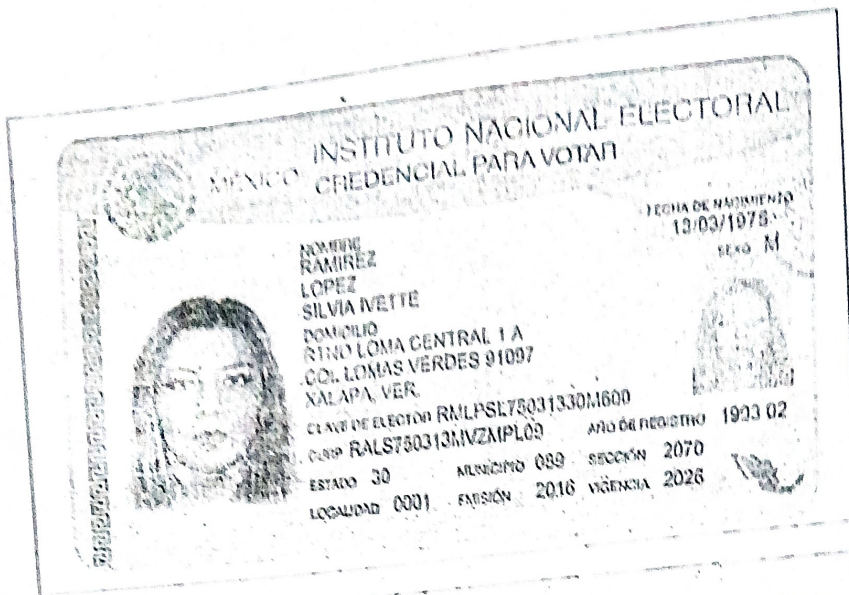 MÉXICO INSTITUTO NACIONAL ELECTORAL
CREDENCIAL PARA VOTAR
FECHA DE NACIMIENTO
13/03/1975
SEXO M
NOMBRE
RAMIREZ
LOPEZ
SILVIA IVETTE
DOMICILIO
RTNO LOMA CENTRAL 1 A
COL. LOMAS VERDES 91097
XALAPA, VER.
CLAVE DE ELECTOR RMLPSL75031330M600
CURP RALS750313MVZMPL09 AÑO DE REGISTRO 1993 02
ESTADO 30 MUNICIPIO 089 SECCIÓN 2070
LOCALIDAD 0001 EMISIÓN 2016 VIGENCIA 2026